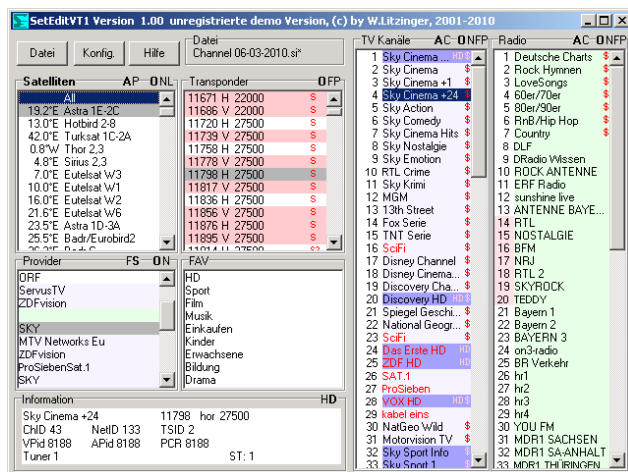 SetEditVT1 Version 1.00 unregistrierte demo Version, (c) by W.Litzinger, 2001-2010
Datei Konfig. Hilfe
Datei
Channel 06-03-2010.si*
Satelliten AP ONL
All
19.2°E Astra 1E-2C
13.0°E Hotbird 2-8
42.0°E Turksat 1C-2A
0.8°W Thor 2,3
4.8°E Sirius 2,3
7.0°E Eutelsat W3
10.0°E Eutelsat W1
16.0°E Eutelsat W2
21.6°E Eutelsat W6
23.5°E Astra 1D-3A
25.5°E Badr/Eurobird2
Transponder OFP
11671 H 22000 S
11686 V 22000 S
11720 H 27500 S
11739 V 27500 S
11758 H 27500 S
11778 V 27500 S
11798 H 27500 S
11817 V 27500 S
11836 H 27500 S
11856 V 27500 S
11876 H 27500 S
11895 V 27500 S
11914 H 27500 S2
Provider FS ON
ORF
ServusTV
ZDFvision
SKY
MTV Networks Eu
ZDFvision
ProSiebenSat.1
SKY
FAV
HD
Sport
Film
Musik
Einkaufen
Kinder
Erwachsene
Bildung
Drama
Information HD
Sky Cinema +24 11798 hor 27500
ChID 43 NetID 133 TSID 2
VPid 8188 APid 8188 PCR 8188
Tuner 1 ST: 1
TV Kanäle AC ONFP
1 Sky Cinema ... HD $
2 Sky Cinema $
3 Sky Cinema +1 $
4 Sky Cinema +24 $
5 Sky Action $
6 Sky Comedy $
7 Sky Cinema Hits $
8 Sky Nostalgie $
9 Sky Emotion $
10 RTL Crime $
11 Sky Krimi $
12 MGM $
13 13th Street $
14 Fox Serie $
15 TNT Serie $
16 SciFi $
17 Disney Channel $
18 Disney Cinema... $
19 Discovery Cha... $
20 Discovery HD HD $
21 Spiegel Geschi... $
22 National Geogr... $
23 SciFi $
24 Das Erste HD HD
25 ZDF HD HD
26 SAT.1
27 ProSieben
28 VOX HD HD $
29 kabel eins
30 NatGeo Wild $
31 Motorvision TV $
32 Sky Sport Info $
33 Sky Sport 1 $
Radio AC ONFP
1 Deutsche Charts $
2 Rock Hymnen $
3 LoveSongs $
4 60er/70er $
5 80er/90er $
6 RnB/Hip Hop $
7 Country $
8 DLF
9 DRadio Wissen
10 ROCK ANTENNE
11 ERF Radio
12 sunshine live
13 ANTENNE BAYE...
14 RTL
15 NOSTALGIE
16 BFM
17 NRJ
18 RTL 2
19 SKYROCK
20 TEDDY
21 Bayern 1
22 Bayern 2
23 BAYERN 3
24 on3-radio
25 BR Verkehr
26 hr1
27 hr2
28 hr3
29 hr4
30 YOU FM
31 MDR1 SACHSEN
32 MDR1 SA-ANHALT
33 MDR1 THÜRINGEN